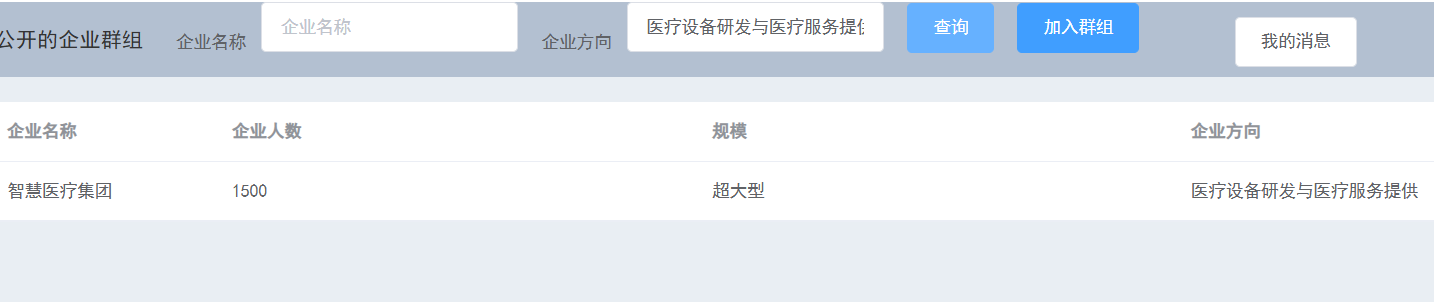 公开的企业群组 企业名称 企业名称 企业方向 医疗设备研发与医疗服务提供 查询 加入群组 我的消息
企业名称 企业人数 规模 企业方向
智慧医疗集团 1500 超大型 医疗设备研发与医疗服务提供